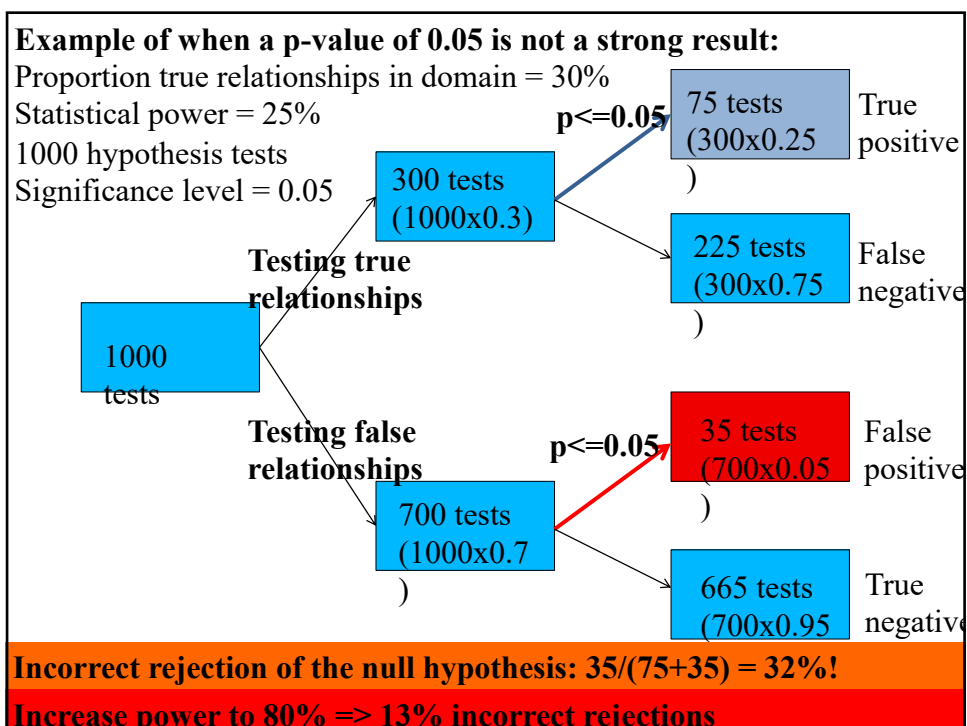 Example of when a p-value of 0.05 is not a strong result:
Proportion true relationships in domain = 30%
Statistical power = 25%
1000 hypothesis tests
Significance level = 0.05
1000
tests
Testing true
relationships
300 tests
(1000x0.3)
p<=0.05
75 tests
(300x0.25
)
True
positive
225 tests
(300x0.75
)
False
negative
Testing false
relationships
700 tests
(1000x0.7
)
p<=0.05
35 tests
(700x0.05
)
False
positive
665 tests
(700x0.95
True
negative
Incorrect rejection of the null hypothesis: 35/(75+35) = 32%!
Increase power to 80% => 13% incorrect rejections